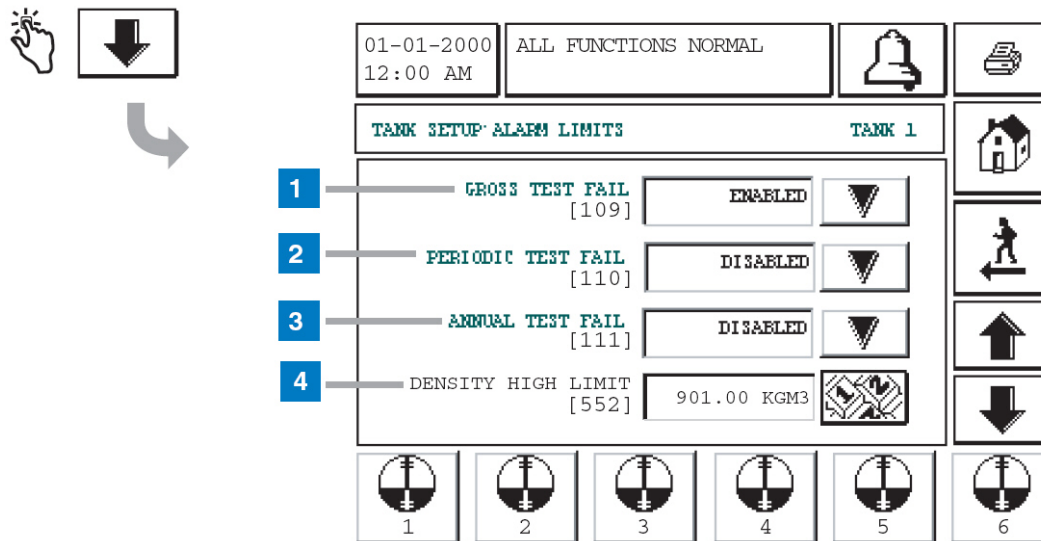 01-01-2000
12:00 AM
ALL FUNCTIONS NORMAL
TANK SETUP·ALARM LIMITS TANK 1
1 GROSS TEST FAIL ENABLED
[109]
2 PERIODIC TEST FAIL DISABLED
[110]
3 ANNUAL TEST FAIL DISABLED
[111]
4 DENSITY HIGH LIMIT 901.00 KGM3 1 2
[552]
1 2 3 4 5 6